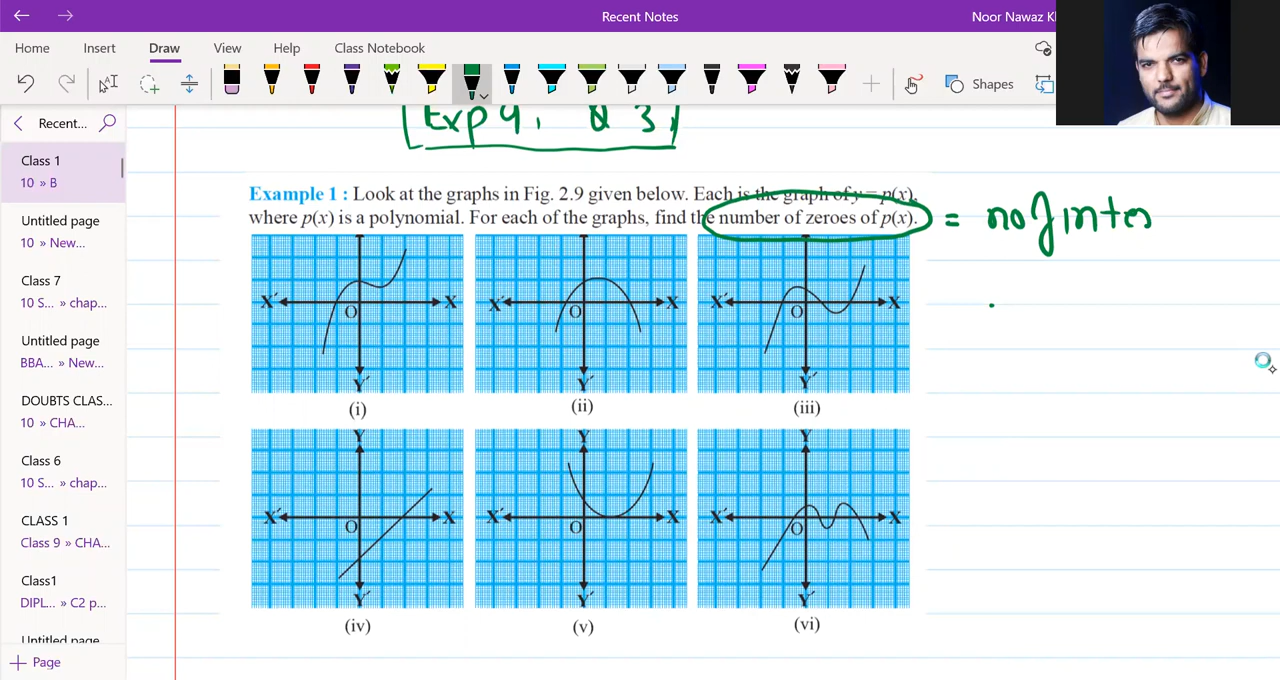 Recent Notes
Noor Nawaz Kh
Home Insert Draw View Help Class Notebook
Shapes
Recent...
Class 1
10 » B
Untitled page
10 » New...
Class 7
10 S... » chap...
Untitled page
BBA... » New...
DOUBTS CLAS...
10 » CHA...
Class 6
10 S... » chap...
CLASS 1
Class 9 » CHA...
Class1
DIPL... » C2 p...
Untitled page
Page
Exp 4, Q 3,
Example 1 : Look at the graphs in Fig. 2.9 given below. Each is the graph of y = p(x),
where p(x) is a polynomial. For each of the graphs, find the number of zeroes of p(x).
= no of inters
X′ O X Y′
(i)
X′ O X Y′
(ii)
X′ O X Y′
(iii)
Y X′ O X Y′
(iv)
Y X′ O X Y′
(v)
Y X′ O X Y′
(vi)